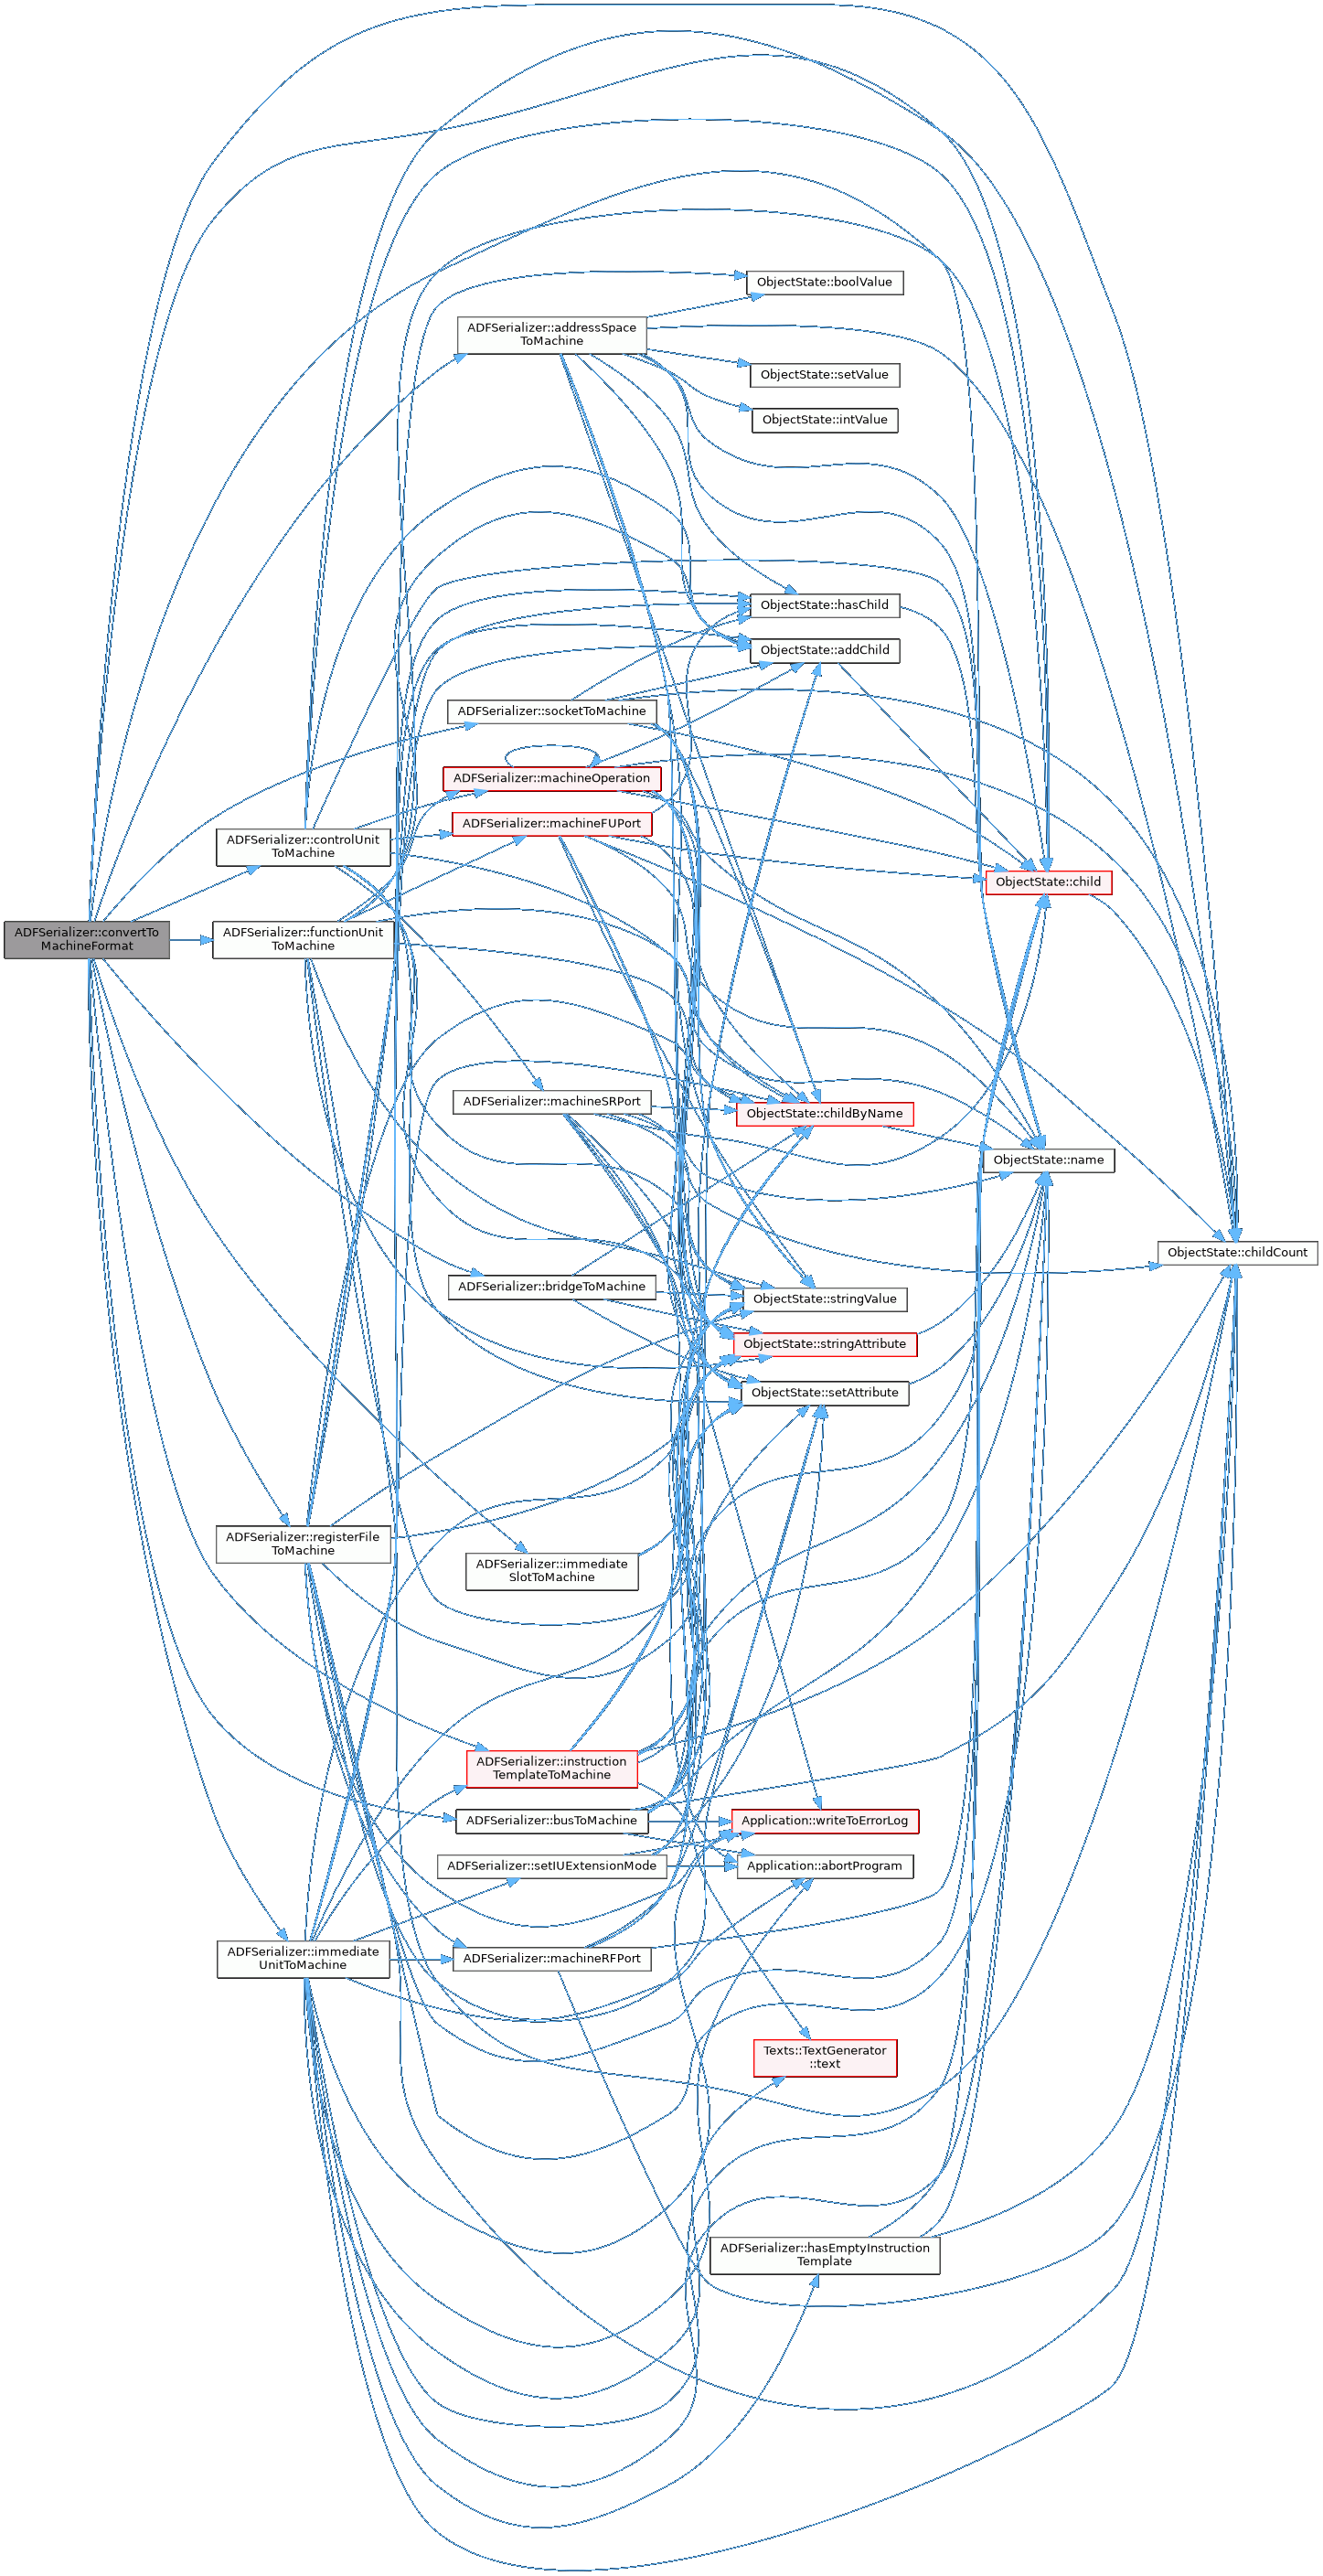 ObjectState::boolValue
ADFSerializer::addressSpace
ToMachine
ObjectState::setValue
ObjectState::intValue
ObjectState::hasChild
ObjectState::addChild
ADFSerializer::socketToMachine
ADFSerializer::machineOperation
ADFSerializer::machineFUPort
ADFSerializer::controlUnit
ToMachine
ObjectState::child
ADFSerializer::convertTo
MachineFormat
ADFSerializer::functionUnit
ToMachine
ADFSerializer::machineSRPort
ObjectState::childByName
ObjectState::name
ObjectState::childCount
ADFSerializer::bridgeToMachine
ObjectState::stringValue
ObjectState::stringAttribute
ObjectState::setAttribute
ADFSerializer::registerFile
ToMachine
ADFSerializer::immediate
SlotToMachine
ADFSerializer::instruction
TemplateToMachine
ADFSerializer::busToMachine
Application::writeToErrorLog
ADFSerializer::setIUExtensionMode
Application::abortProgram
ADFSerializer::immediate
UnitToMachine
ADFSerializer::machineRFPort
Texts::TextGenerator
::text
ADFSerializer::hasEmptyInstruction
Template